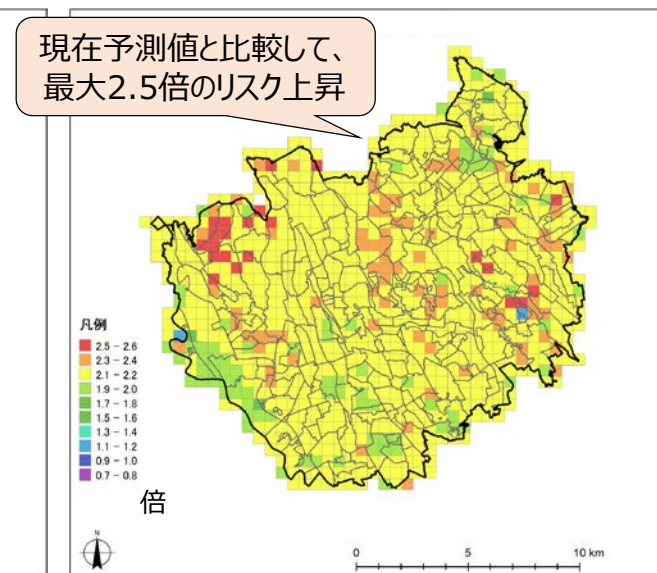 現在予測値と比較して、
最大2.5倍のリスク上昇
凡例
2.5 - 2.6
2.3 - 2.4
2.1 - 2.2
1.9 - 2.0
1.7 - 1.8
1.5 - 1.6
1.3 - 1.4
1.1 - 1.2
0.9 - 1.0
0.7 - 0.8
倍
N
0 5 10 km